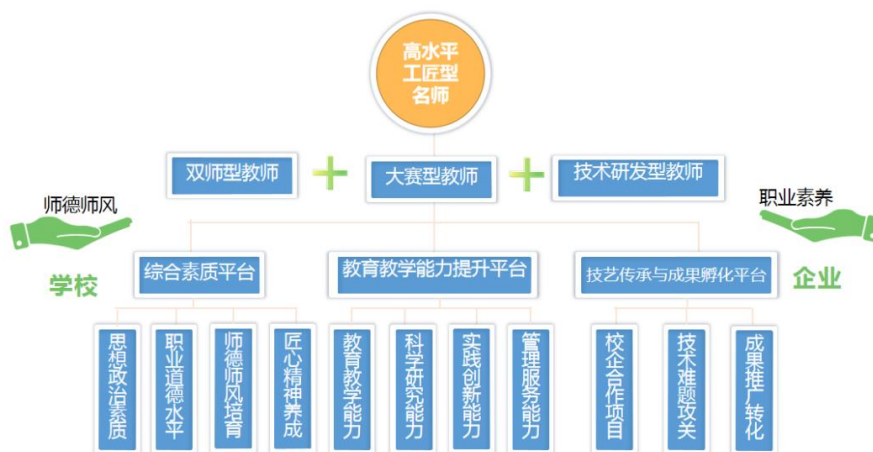 高水平
工匠型
名师
双师型教师
大赛型教师
技术研发型教师
师德师风
职业素养
学校
企业
综合素质平台
教育教学能力提升平台
技艺传承与成果孵化平台
思想政治素质
职业道德水平
师德师风培育
匠心精神养成
教育教学能力
科学研究能力
实践创新能力
管理服务能力
校企合作项目
技术难题攻关
成果推广转化